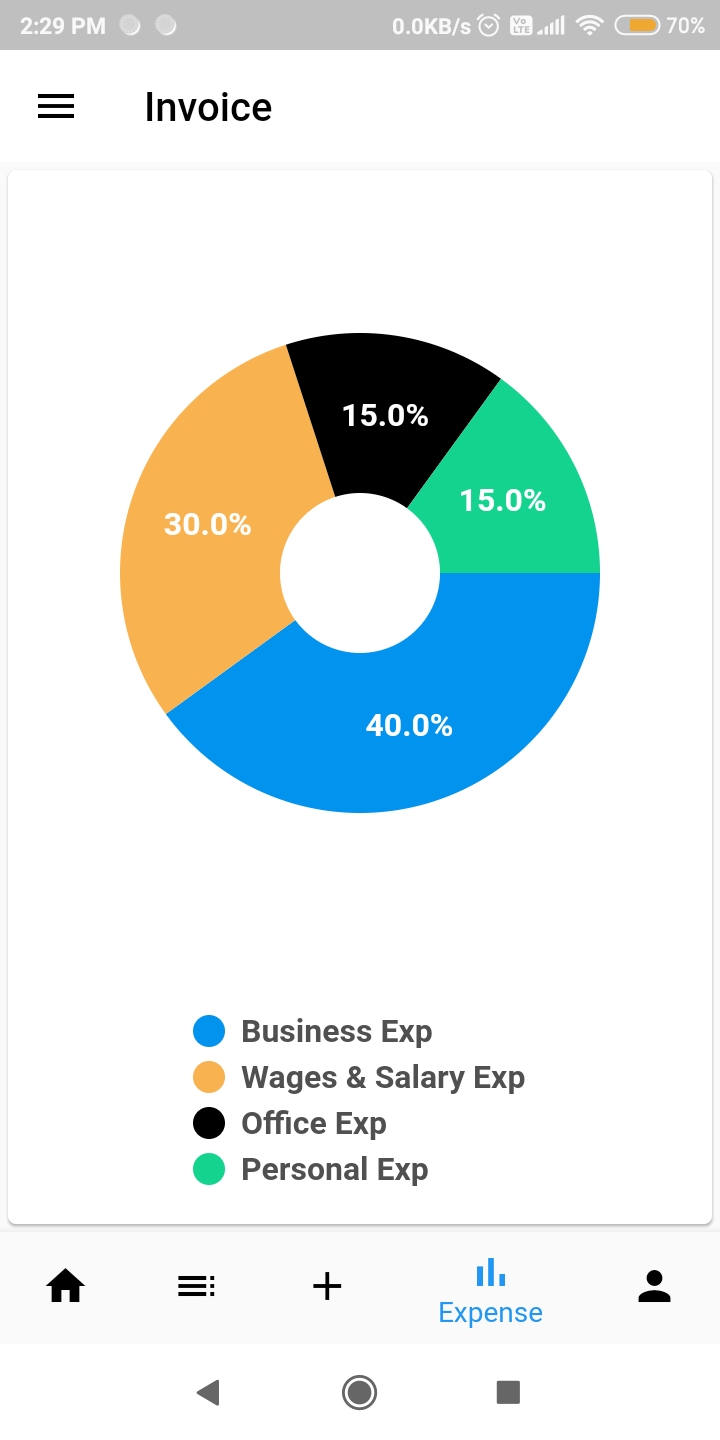 2:29 PM 0.0KB/s Vo LTE 70%
Invoice
15.0%
15.0%
30.0%
40.0%
Business Exp
Wages & Salary Exp
Office Exp
Personal Exp
Expense